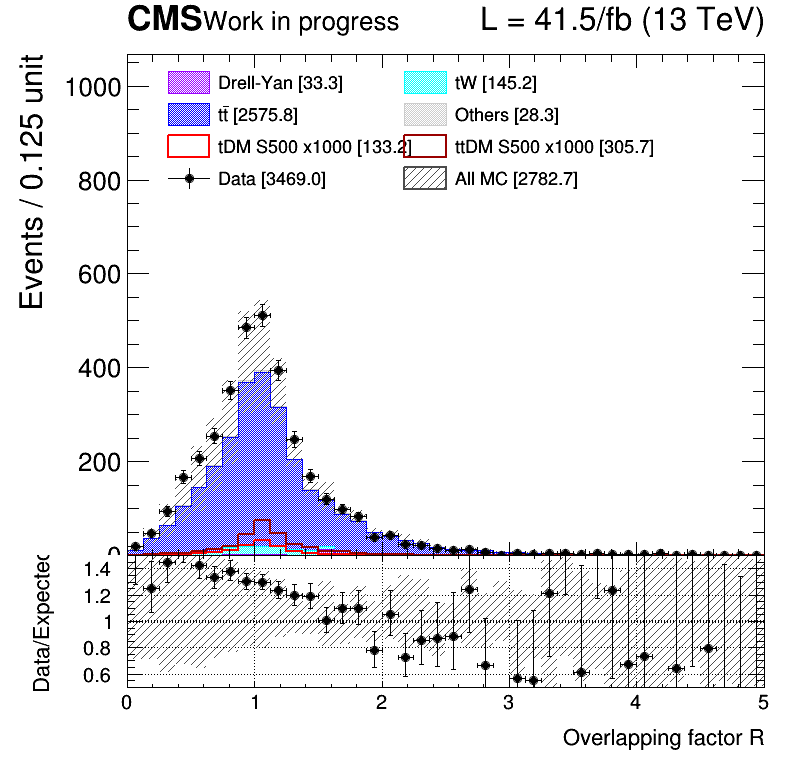 CMS Work in progress L = 41.5/fb (13 TeV)
Events / 0.125 unit
1000
800
600
400
200
0
Drell-Yan [33.3] tW [145.2]
tt̄ [2575.8] Others [28.3]
tDM S500 x1000 [133.2] ttDM S500 x1000 [305.7]
Data [3469.0] All MC [2782.7]
Data/Expected
1.4
1.2
1
0.8
0.6
0 1 2 3 4 5
Overlapping factor R